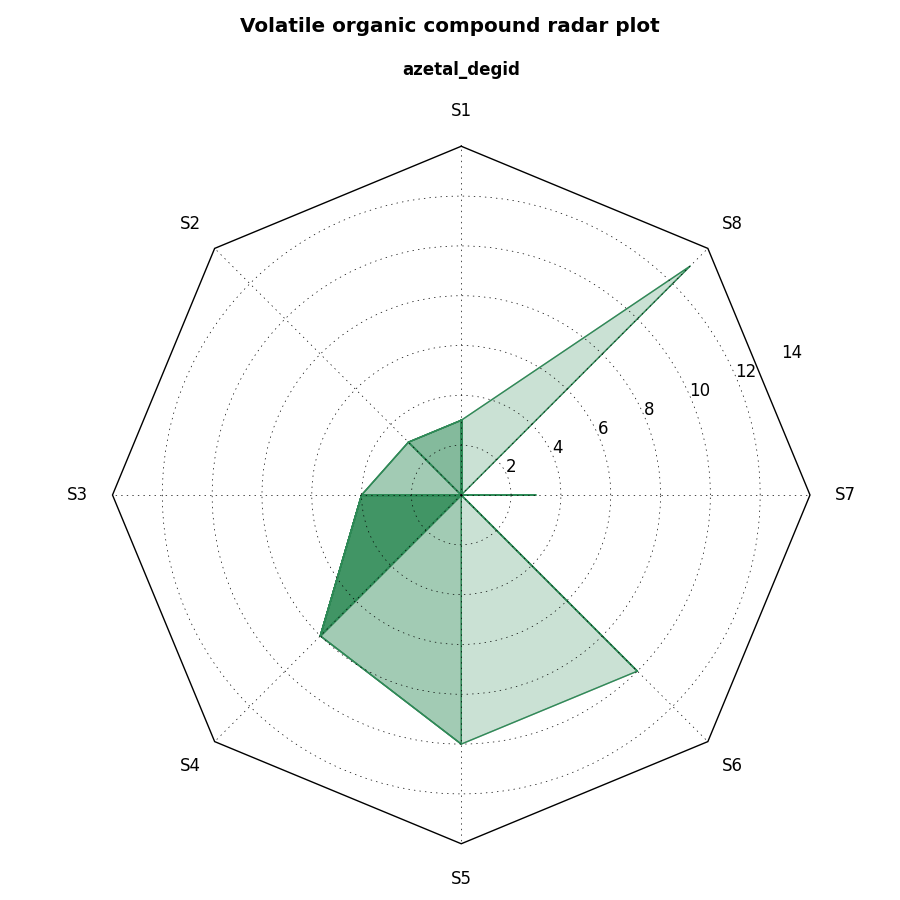 Volatile organic compound radar plot
azetal_degid
S1
S2
S8
14
12
10
8
6
4
2
S3
S7
S4
S6
S5